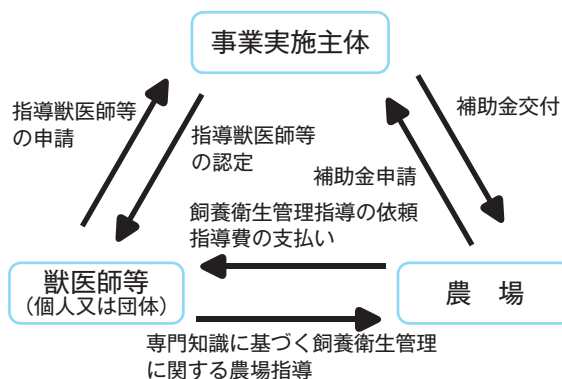 事業実施主体
指導獣医師等
の申請
指導獣医師等
の認定
補助金交付
補助金申請
飼養衛生管理指導の依頼
指導費の支払い
獣医師等
（個人又は団体）
農　場
専門知識に基づく飼養衛生管理
に関する農場指導